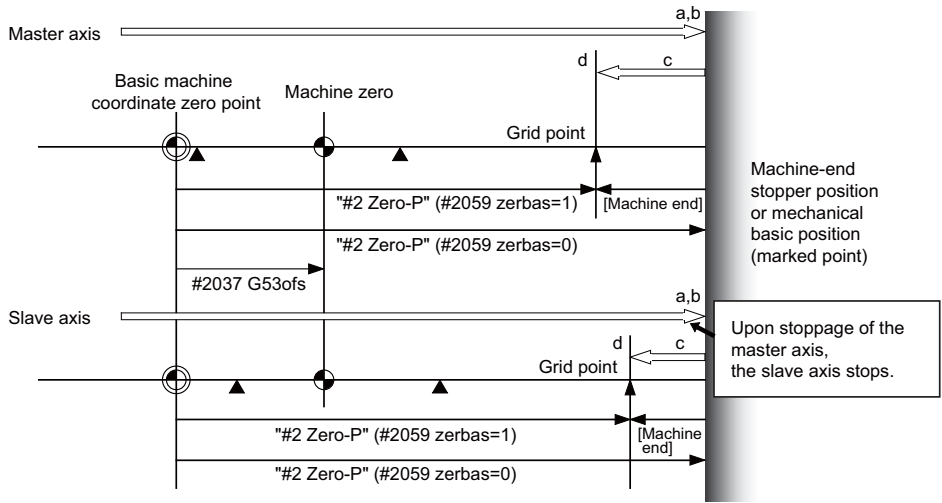 a,b
Master axis
d
c
Basic machine
coordinate zero point
Machine zero
Grid point
Machine-end
stopper position
or mechanical
basic position
(marked point)
"#2 Zero-P" (#2059 zerbas=1)
[Machine end]
"#2 Zero-P" (#2059 zerbas=0)
#2037 G53ofs
a,b
Slave axis
Upon stoppage of the
master axis,
the slave axis stops.
d
c
Grid point
"#2 Zero-P" (#2059 zerbas=1)
[Machine
end]
"#2 Zero-P" (#2059 zerbas=0)